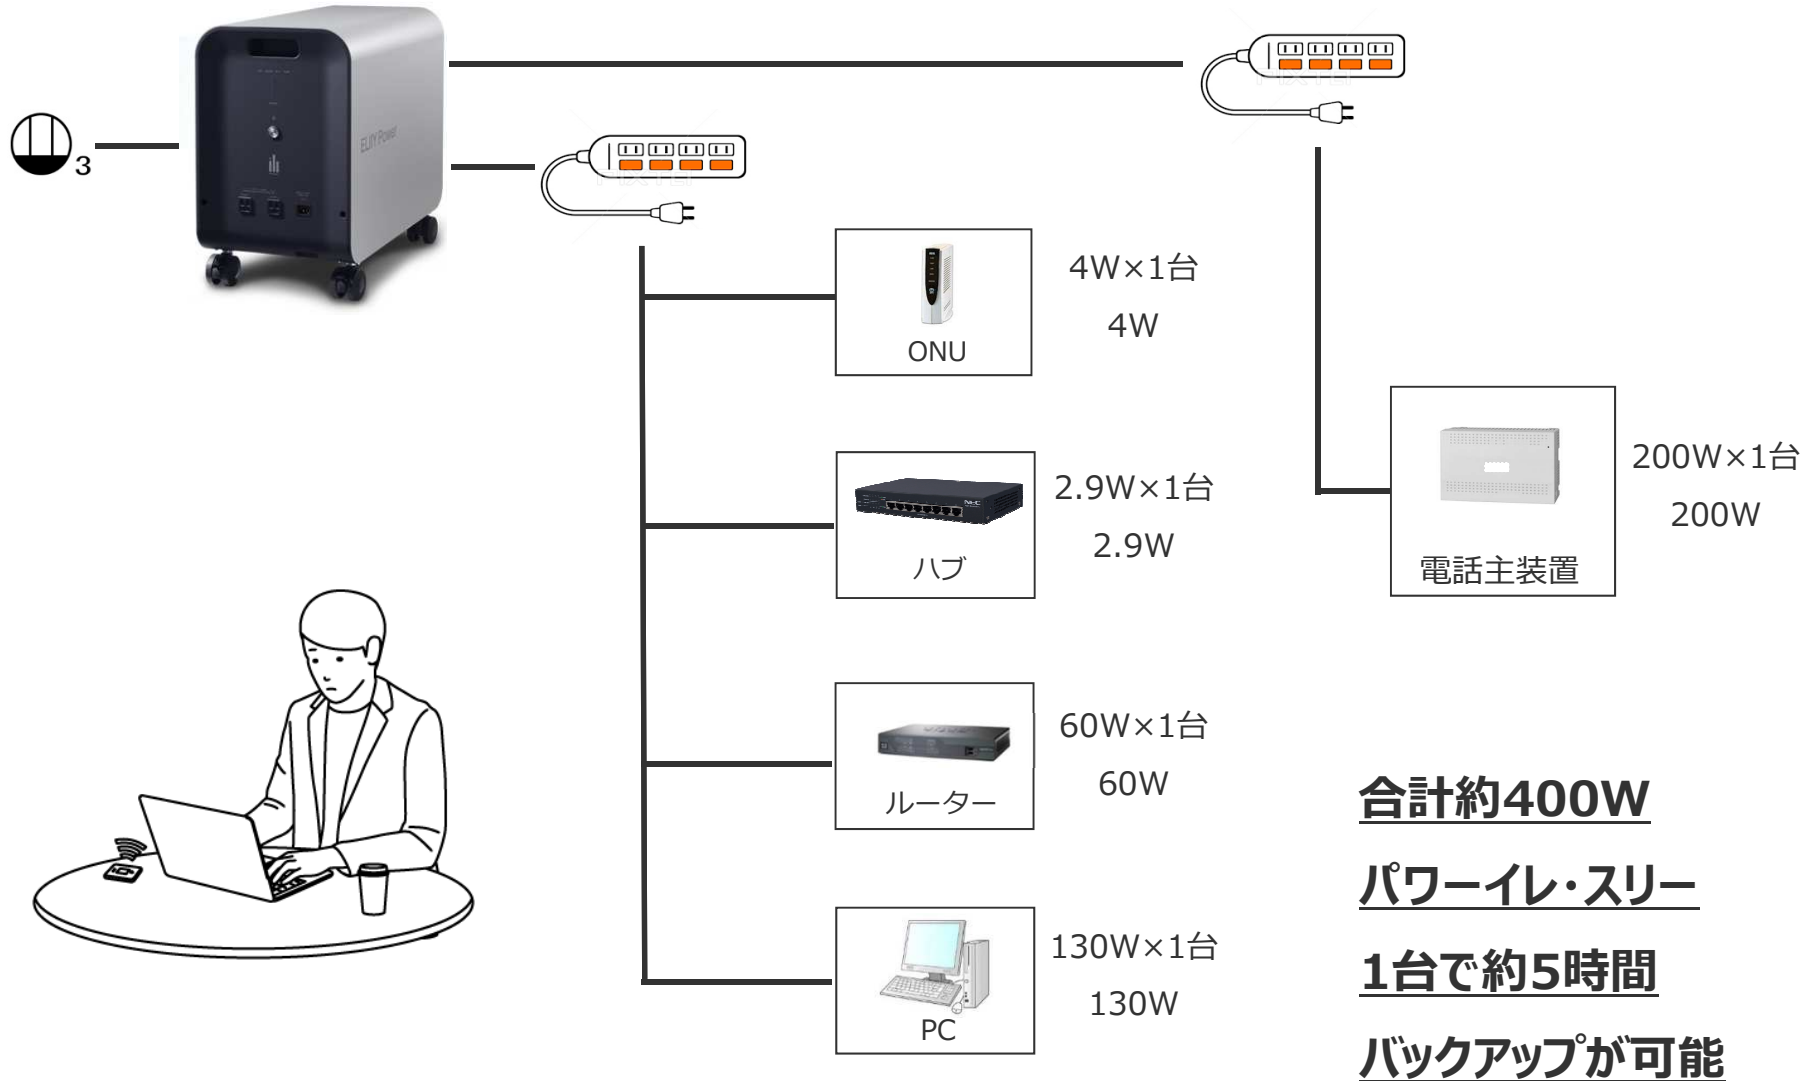 3
ELIIY Power
4W×1台
4W
ONU
2.9W×1台
2.9W
NEC
ハブ
200W×1台
200W
電話主装置
60W×1台
60W
ルーター
130W×1台
130W
PC
合計約400W
パワーイレ・スリー
1台で約5時間
バックアップが可能